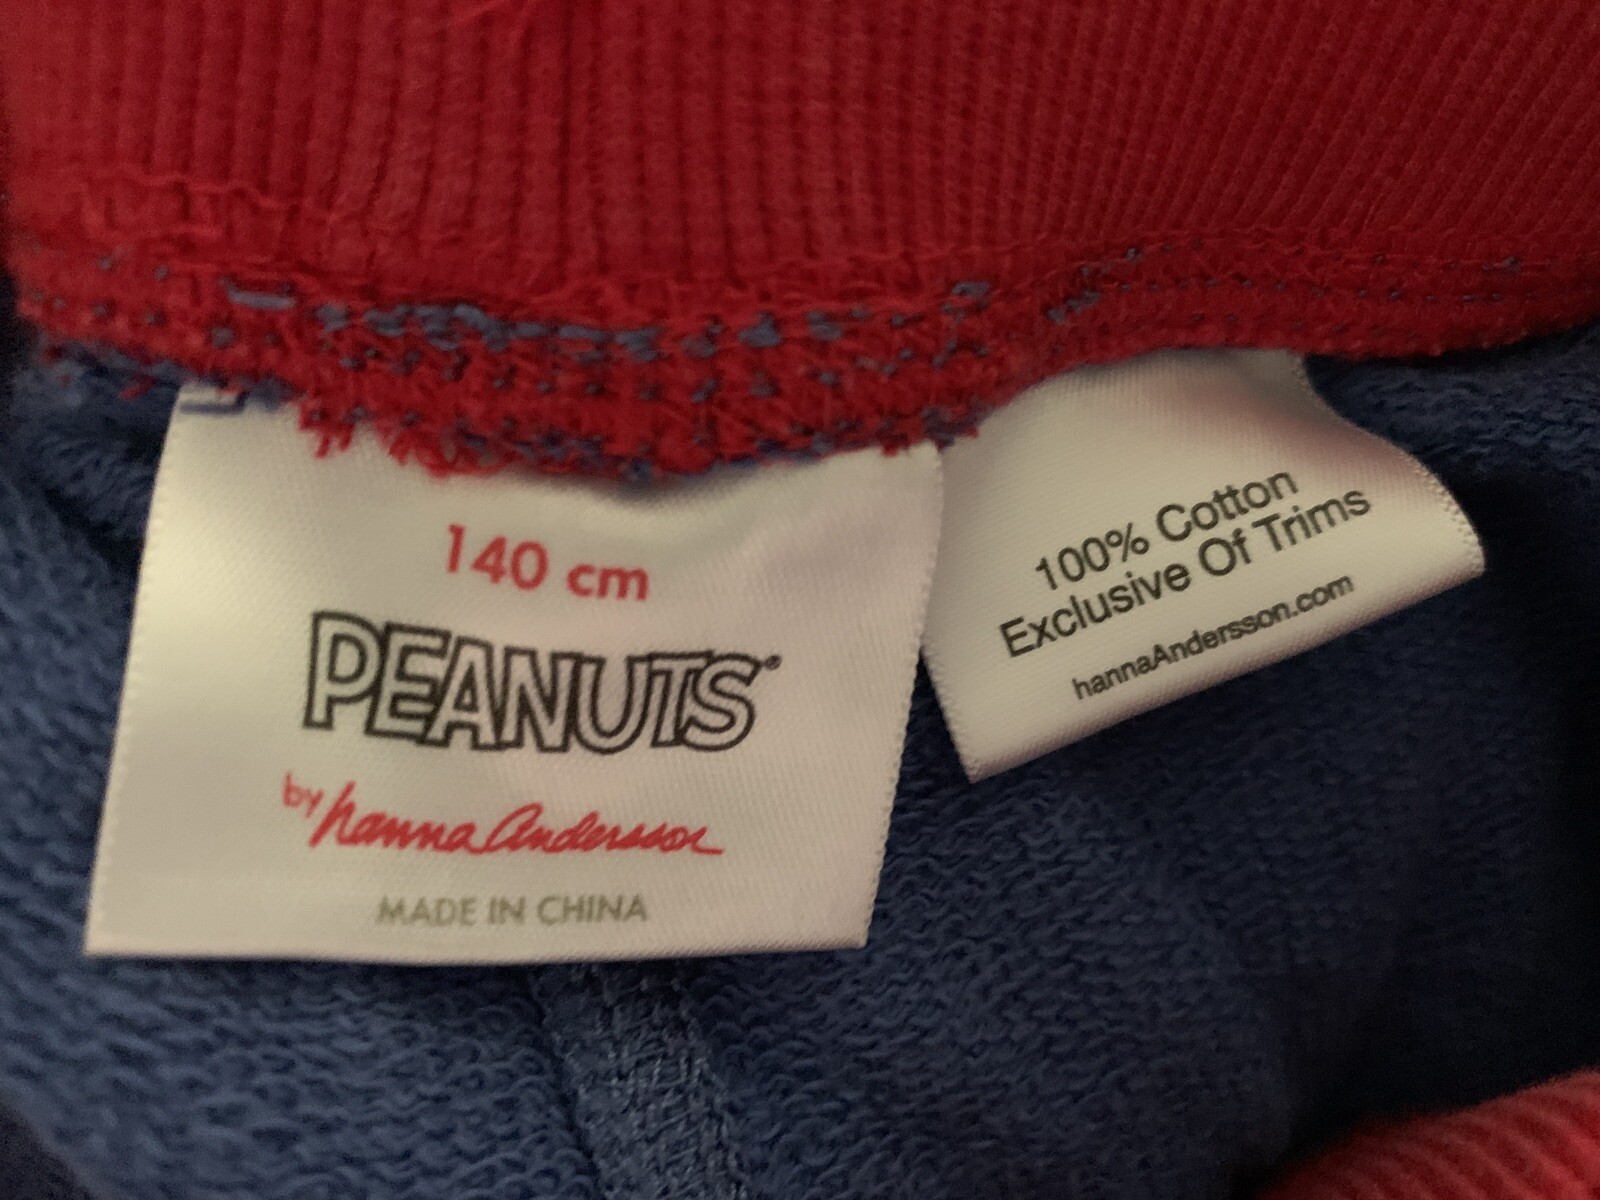 140 cm
PEANUTS®
by hanna Andersson
MADE IN CHINA
100% Cotton
Exclusive Of Trims
hannaAndersson.com